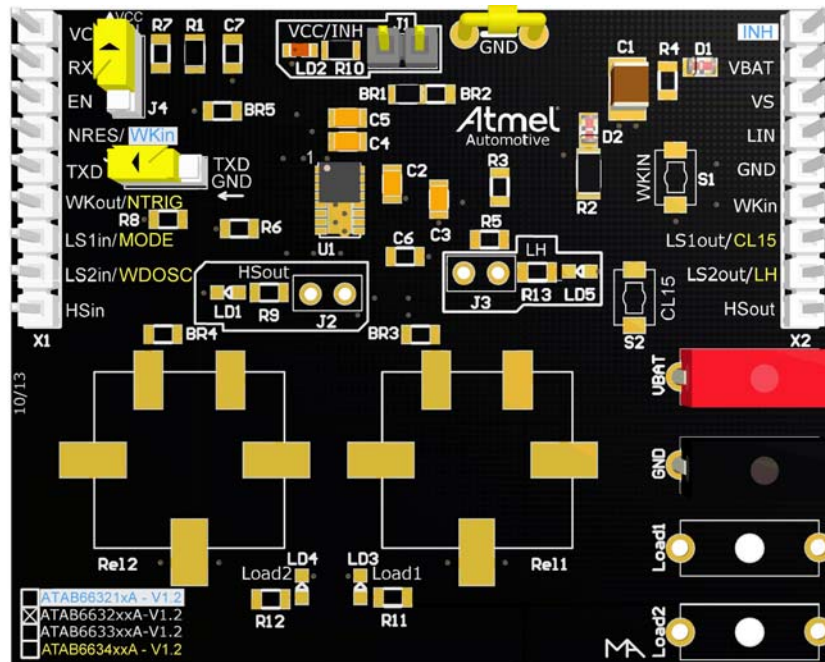 VCC
VCC/INH
J1
INH
VC
R7
R1
C7
GND
C1
R4
D1
RX
LD2
R10
VBAT
EN
J4
BR1
BR2
VS
BR5
C5
Atmel
D2
NRES/ WKin
C4
Automotive
LIN
TXD
TXD
GND
1
C2
R3
R2
WKIN
S1
GND
WKout/NTRIG
WKin
R8
R6
U1
C3
R5
LS1in/MODE
C6
LH
LS1out/CL15
LS2in/WDOSC
HSout
J3
R13
LD5
CL15
LS2out/LH
HSin
LD1
R9
J2
HSout
X1
BR4
BR3
S2
X2
10/13
VBAT
GND
Rel2
LD4
LD3
Rel1
Load1
Load2
Load1
R12
R11
Load2
ATAB66321xA - V1.2
ATAB6632xxA-V1.2
ATAB6633xxA-V1.2
ATAB6634xxA - V1.2
MA